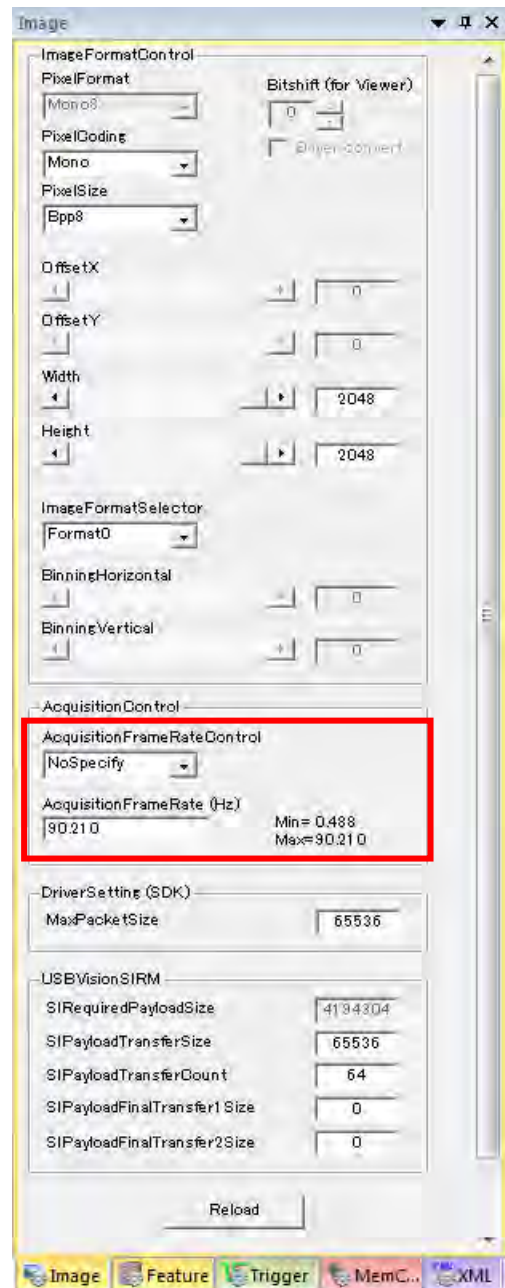 Image
ImageFormatControl
PixelFormat
Mono8
Bitshift (for Viewer)
0
Driver convert
PixelCoding
Mono
PixelSize
Bpp8
OffsetX
0
OffsetY
0
Width
2048
Height
2048
ImageFormatSelector
Format0
BinningHorizontal
0
BinningVertical
0
AcquisitionControl
AcquisitionFrameRateControl
NoSpecify
AcquisitionFrameRate (Hz)
90.210
Min= 0.488
Max=90.210
DriverSetting (SDK)
MaxPacketSize
65536
USBVisionSIRM
SIRequiredPayloadSize
4194304
SIPayloadTransferSize
65536
SIPayloadTransferCount
64
SIPayloadFinalTransfer1Size
0
SIPayloadFinalTransfer2Size
0
Reload
Image
Feature
Trigger
MemC...
XML